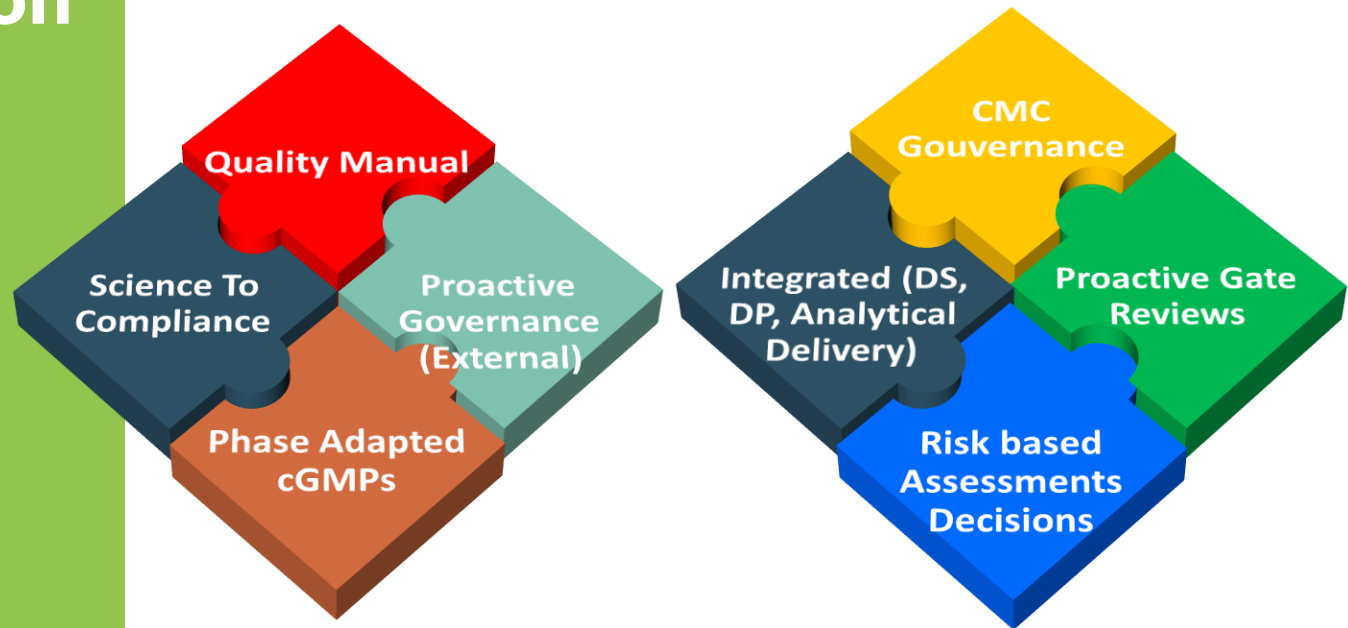 Quality Manual
Science To
Compliance
Proactive
Governance
(External)
Phase Adapted
cGMPs
CMC
Gouvernance
Integrated (DS,
DP, Analytical
Delivery)
Proactive Gate
Reviews
Risk based
Assessments
Decisions